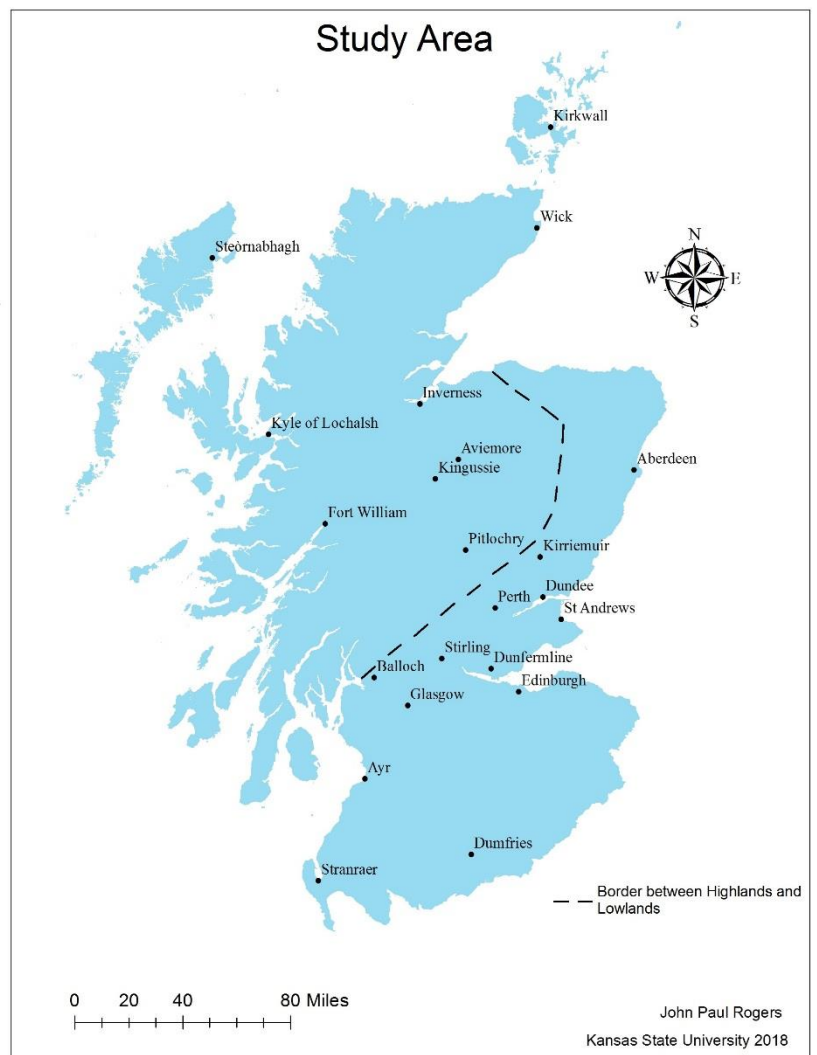 Study Area
Kirkwall
Wick
Steòrnabhagh
N
W E
S
Inverness
Kyle of Lochalsh
Aviemore
Kingussie
Aberdeen
Fort William
Pitlochry
Kirriemuir
Dundee
Perth
St Andrews
Stirling
Dunfermline
Balloch
Edinburgh
Glasgow
Ayr
Dumfries
Stranraer
Border between Highlands and
Lowlands
0 20 40 80 Miles
John Paul Rogers
Kansas State University 2018